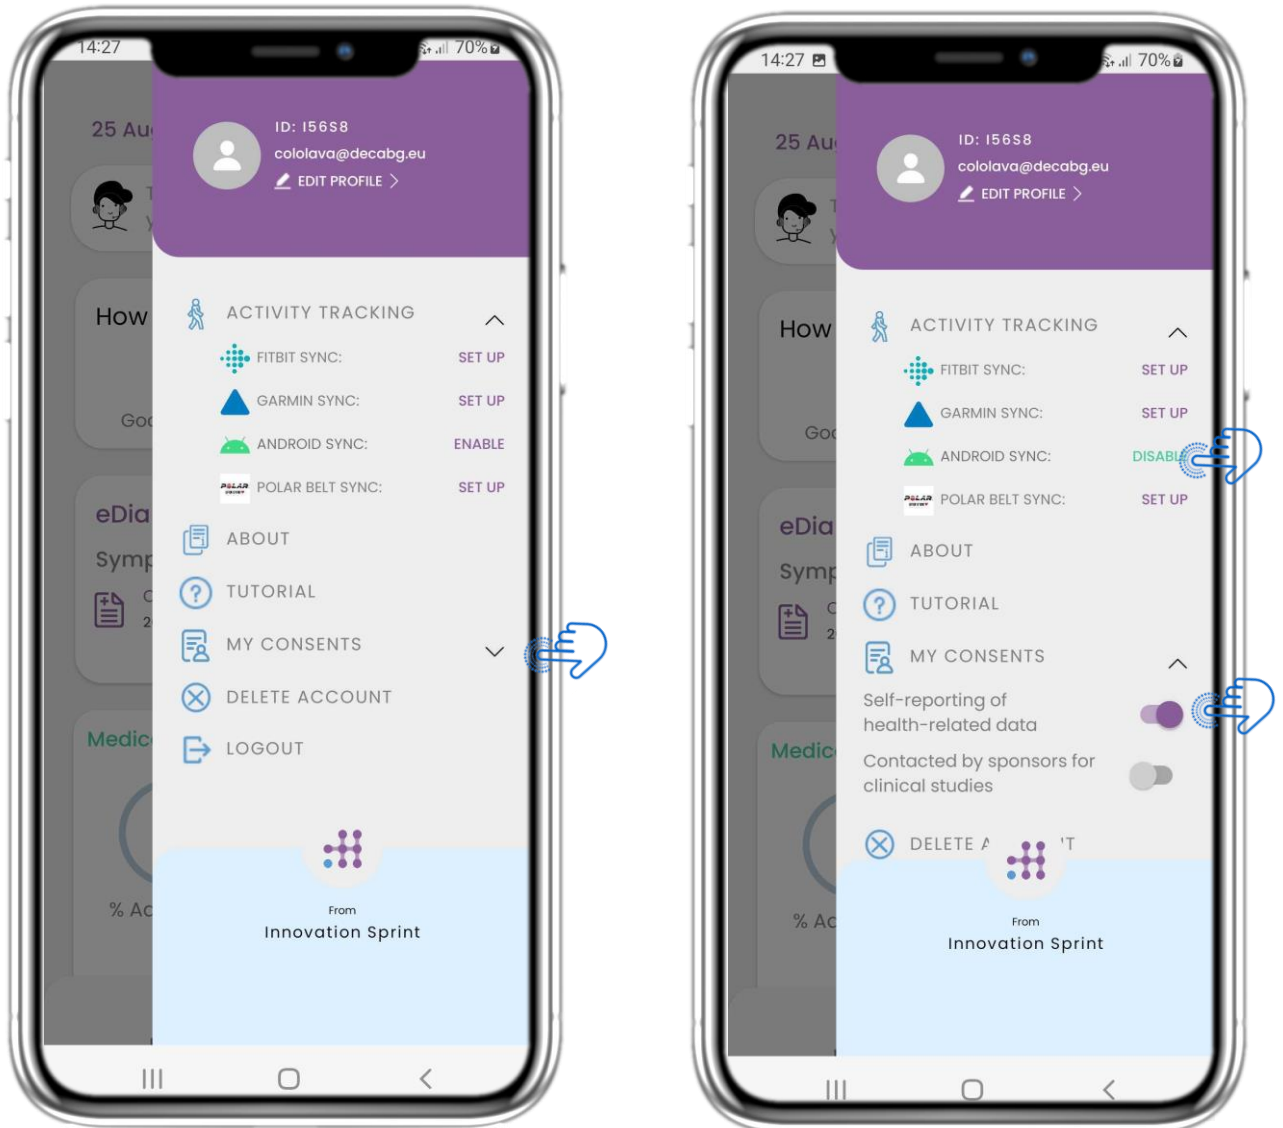 14:27
70%
25 Au
ID: I56S8
cololava@decabg.eu
EDIT PROFILE
How
ACTIVITY TRACKING
FITBIT SYNC: SET UP
GARMIN SYNC: SET UP
ANDROID SYNC: ENABLE
POLAR BELT SYNC: SET UP
Goo
eDia
Symp
ABOUT
TUTORIAL
MY CONSENTS
DELETE ACCOUNT
LOGOUT
Medic
% Ac
From
Innovation Sprint
14:27
70%
25 Au
ID: I56S8
cololava@decabg.eu
EDIT PROFILE
How
ACTIVITY TRACKING
FITBIT SYNC: SET UP
GARMIN SYNC: SET UP
ANDROID SYNC: DISABLE
POLAR BELT SYNC: SET UP
Goo
eDia
Symp
ABOUT
TUTORIAL
MY CONSENTS
Self-reporting of
health-related data
Contacted by sponsors for
clinical studies
Medic
DELETE A T
% Ac
From
Innovation Sprint